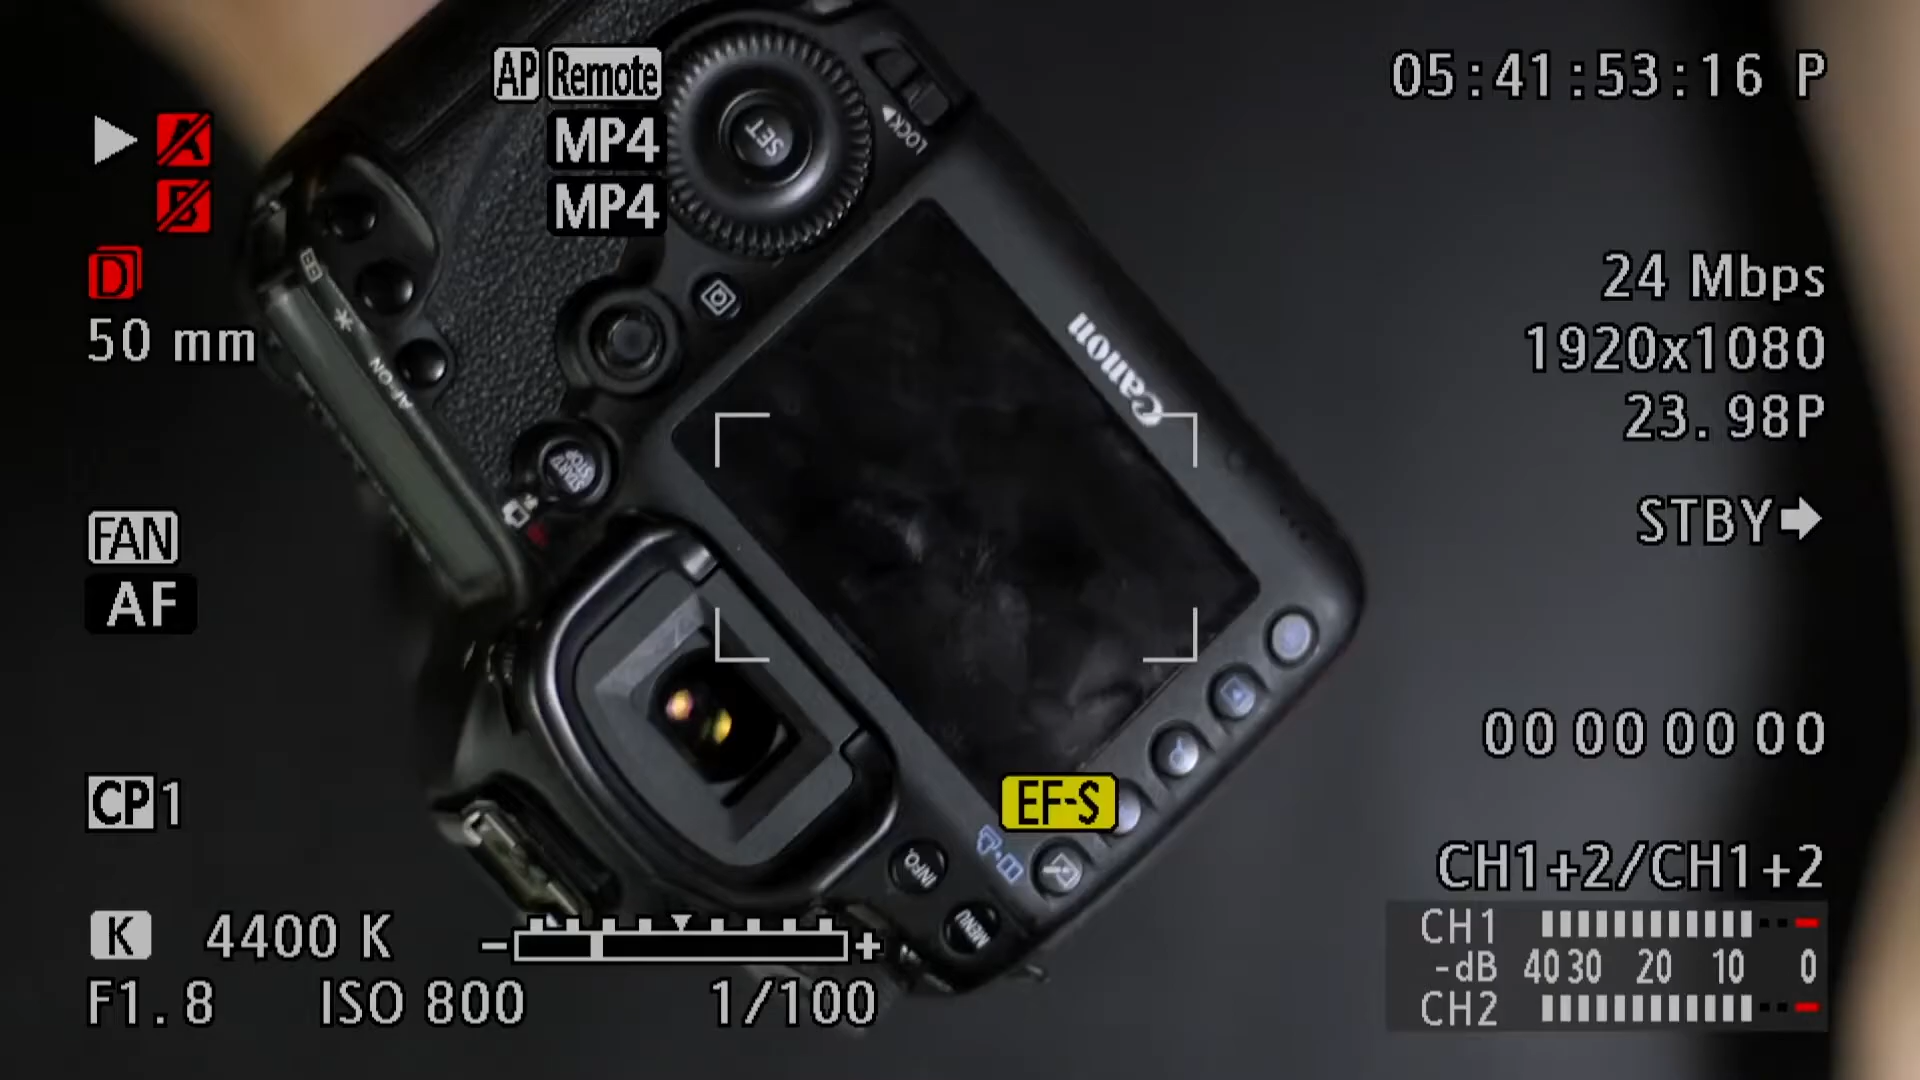 AP Remote
05:41:53:16 P
MP4
A
MP4
B
D
50 mm
24 Mbps
1920x1080
23.98P
STBY
FAN
AF
00 00 00 00
CP 1
EF-S
CH1+2/CH1+2
K 4400 K
- +
CH1
-dB 40 30 20 10 0
CH2
F1.8 ISO 800 1/100
SET
LOCK
Q
Canon
AF-ON
START/
STOP
INFO.
MENU